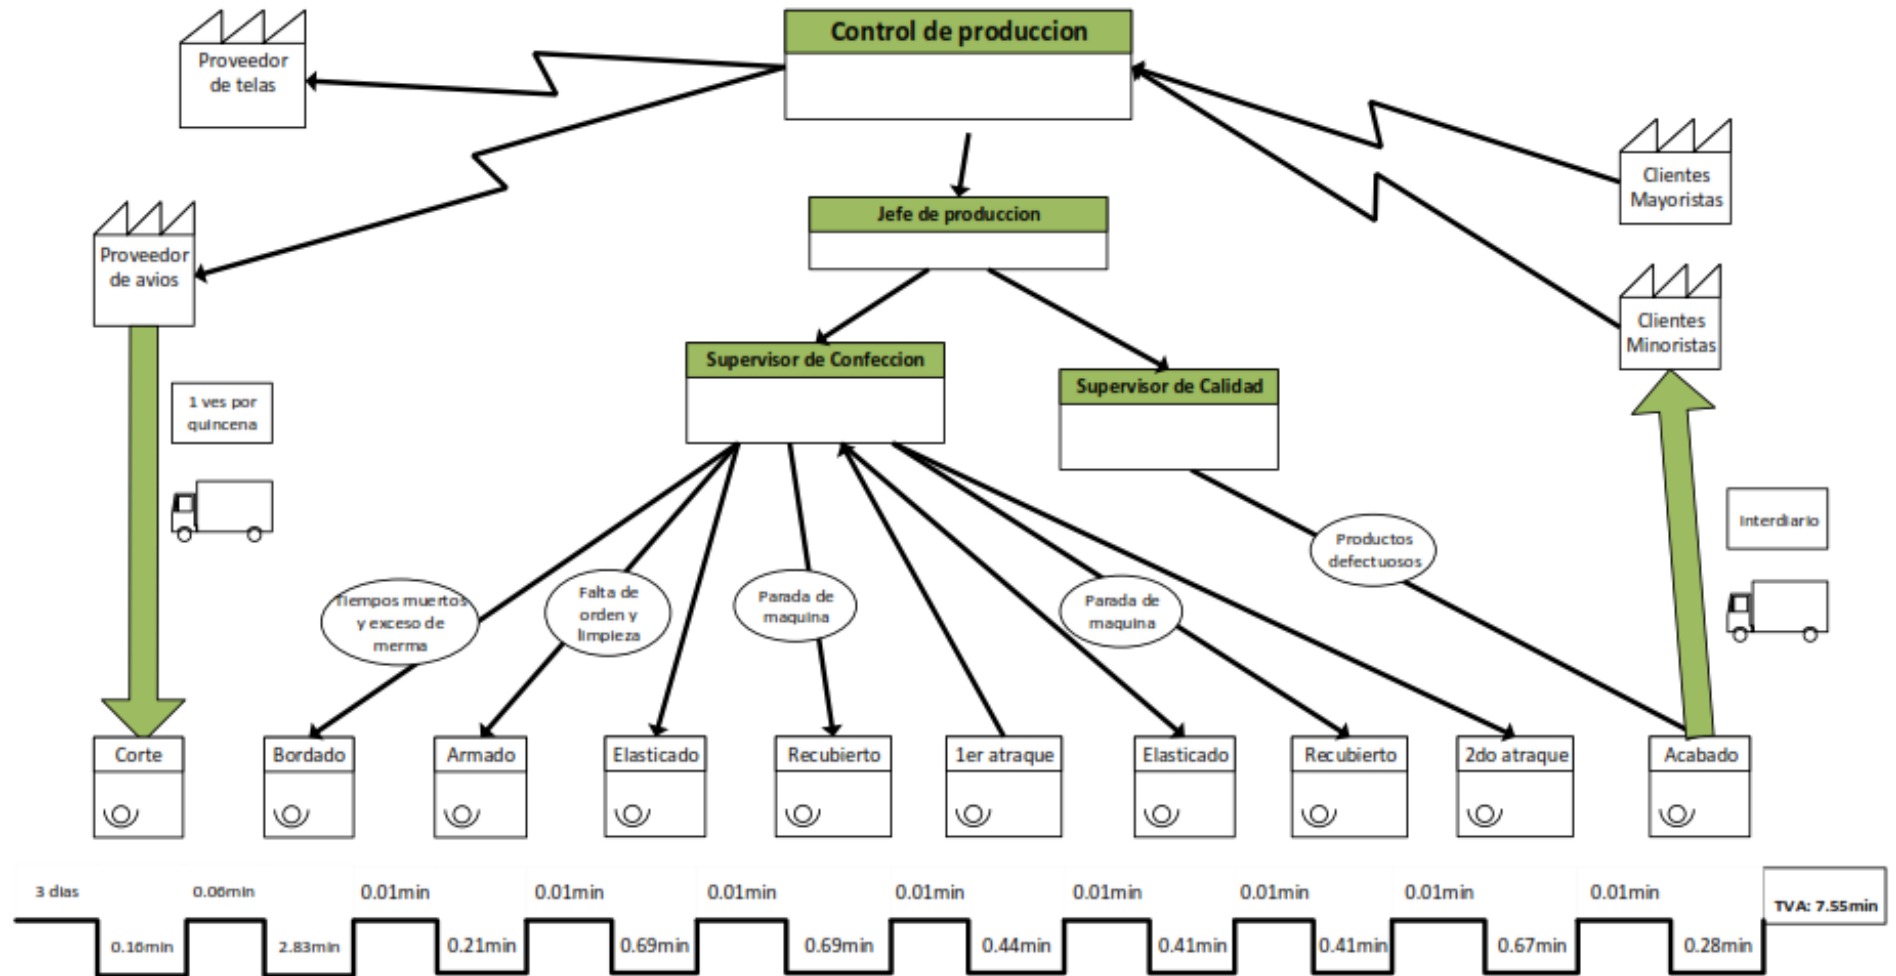 Control de produccion
Proveedor
de telas
Clientes
Mayoristas
Jefe de produccion
Proveedor
de avios
Clientes
Minoristas
Supervisor de Confeccion
Supervisor de Calidad
1 ves por
quincena
Interdiario
Productos
defectuosos
Tiempos muertos
y exceso de
merma
Falta de
orden y
limpieza
Parada de
maquina
Parada de
maquina
Corte
Bordado
Armado
Elasticado
Recubierto
1er atraque
Elasticado
Recubierto
2do atraque
Acabado
3 dias
0.06min
0.01min
0.01min
0.01min
0.01min
0.01min
0.01min
0.01min
0.01min
TVA: 7.55min
0.16min
2.83min
0.21min
0.69min
0.69min
0.44min
0.41min
0.41min
0.67min
0.28min